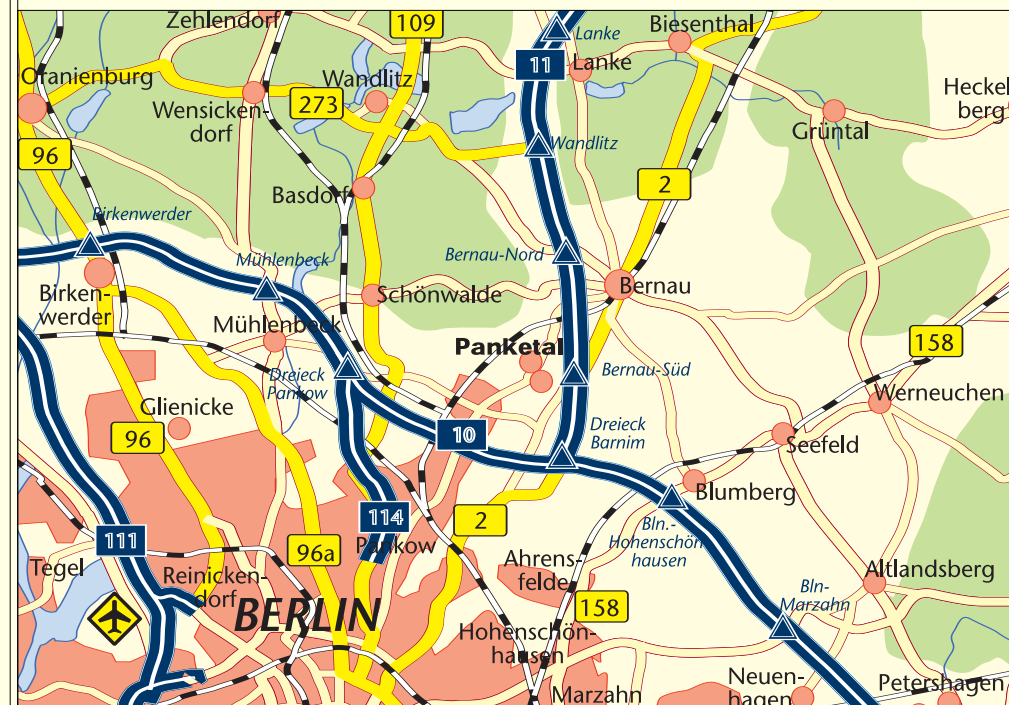 Zehlendorf
109
Biesenthal
Lanke
Lanke
11
Oranienburg
Wandlitz
Heckel
berg
Wensicken-
dorf
273
Grüntal
Wandlitz
96
2
Basdorf
Birkenwerder
Mühlenbeck
Bernau-Nord
Birken-
werder
Schönwalde
Bernau
Mühlenbeck
Panketal
158
Dreieck
Pankow
Bernau-Süd
Werneuchen
Glienicke
96
10
Dreieck
Barnim
Seefeld
Blumberg
114
2
Bln.-
Hohenschön
hausen
111
96a
Pankow
Tegel
Reinicken-
dorf
Ahrens-
felde
Altlandsberg
Bln-
Marzahn
158
BERLIN
Hohenschön-
hausen
Marzahn
Neuen-
hagen
Petershagen